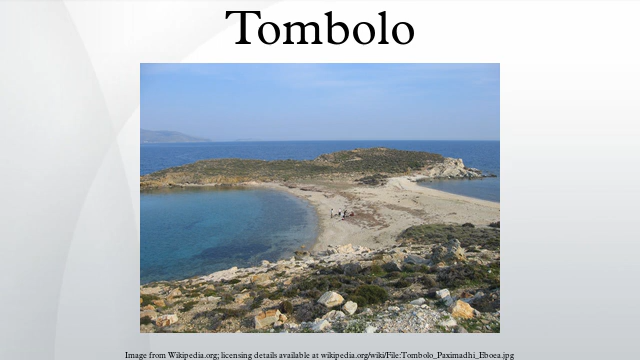 Tombolo
Image from Wikipedia.org; licensing details available at wikipedia.org/wiki/File:Tombolo_Paximadhi_Eboea.jpg